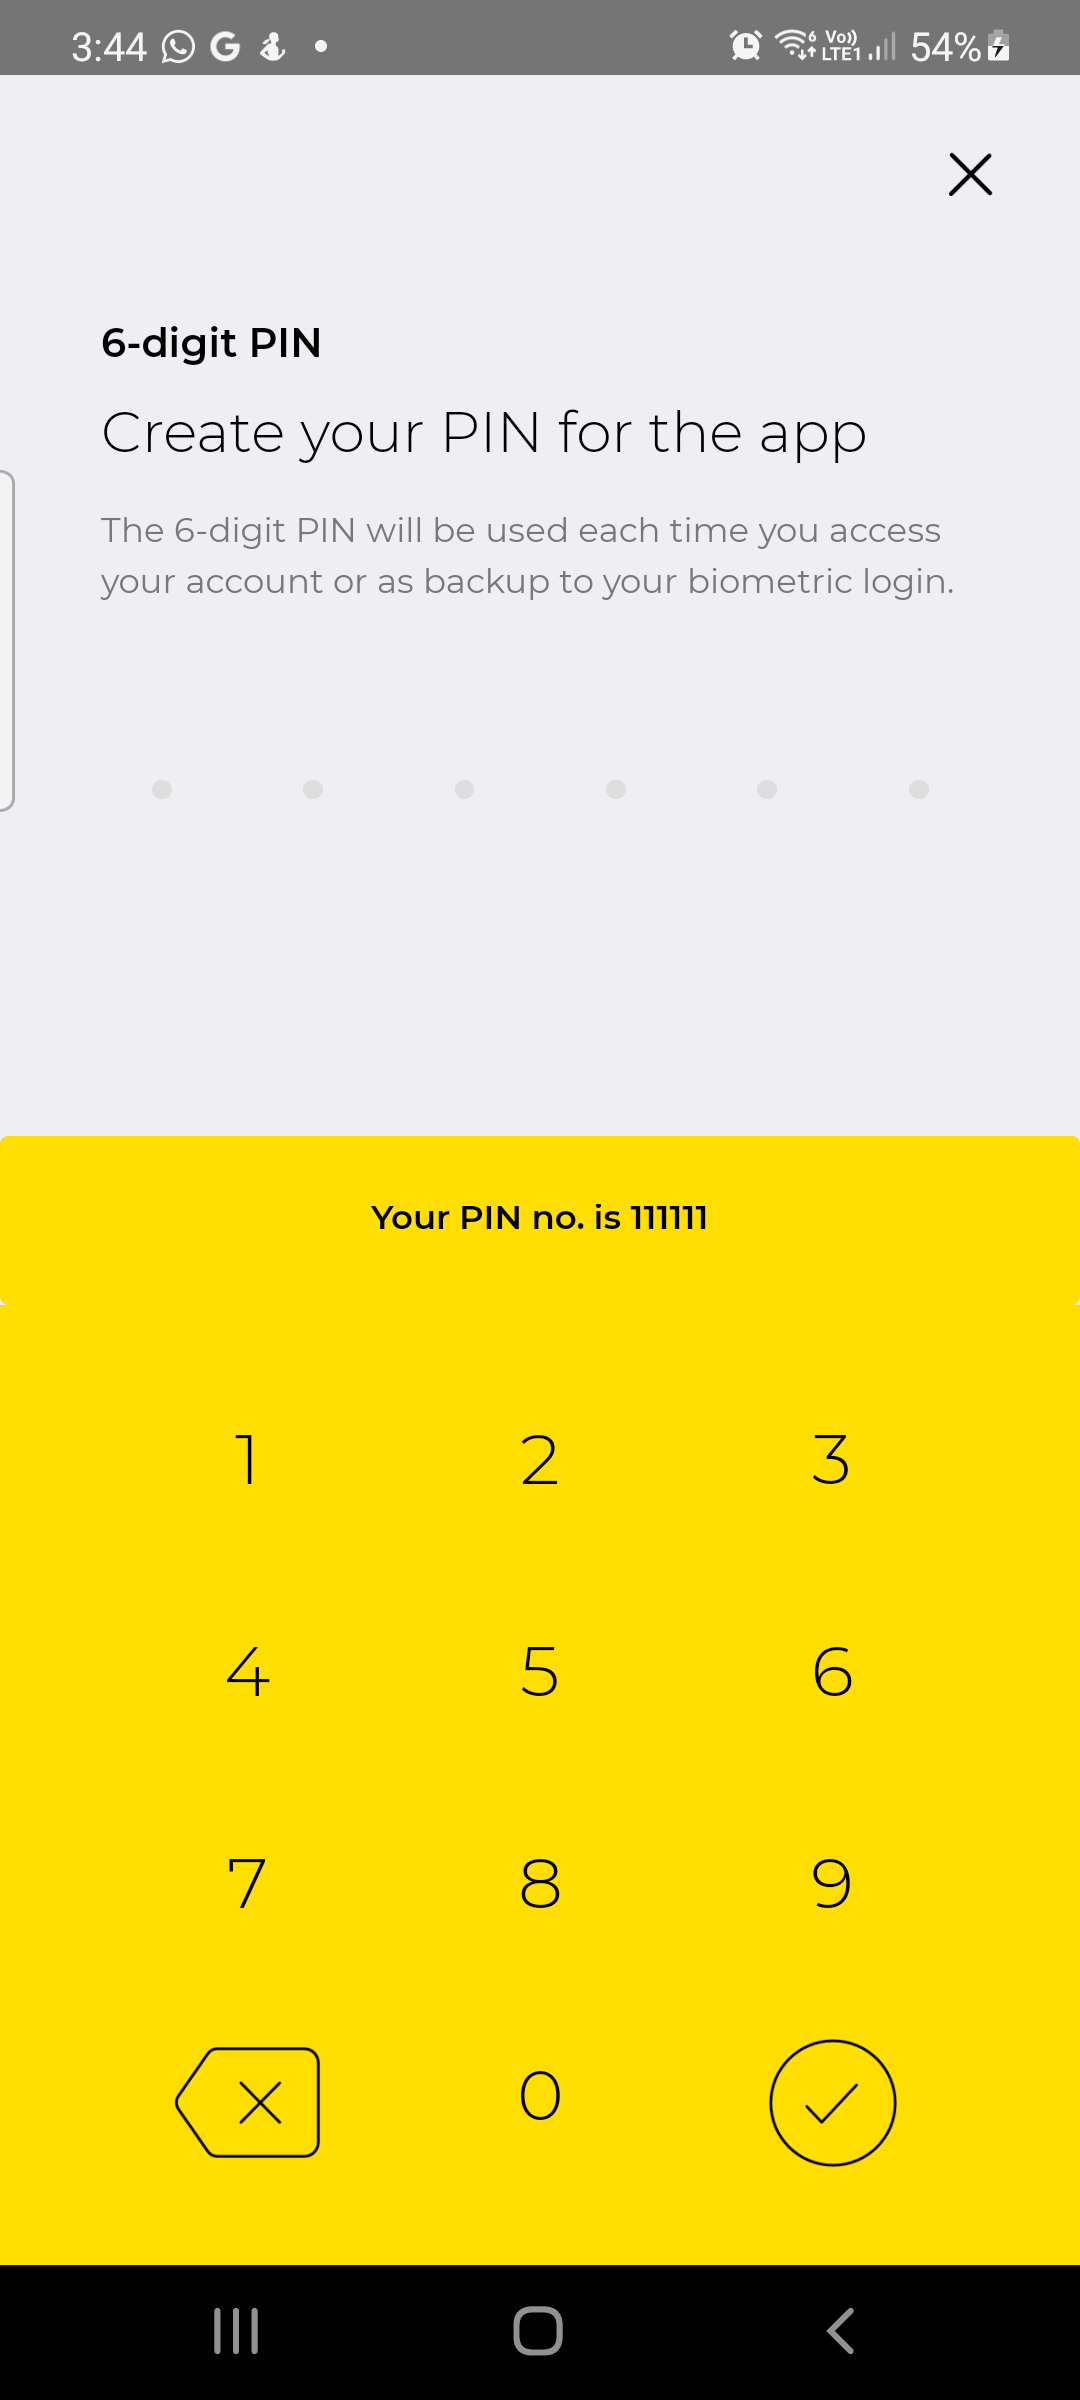 3:44
6 Vo)) LTE1 54%
6-digit PIN
Create your PIN for the app
The 6-digit PIN will be used each time you access
your account or as backup to your biometric login.
Your PIN no. is 111111
1 2 3
4 5 6
7 8 9
0